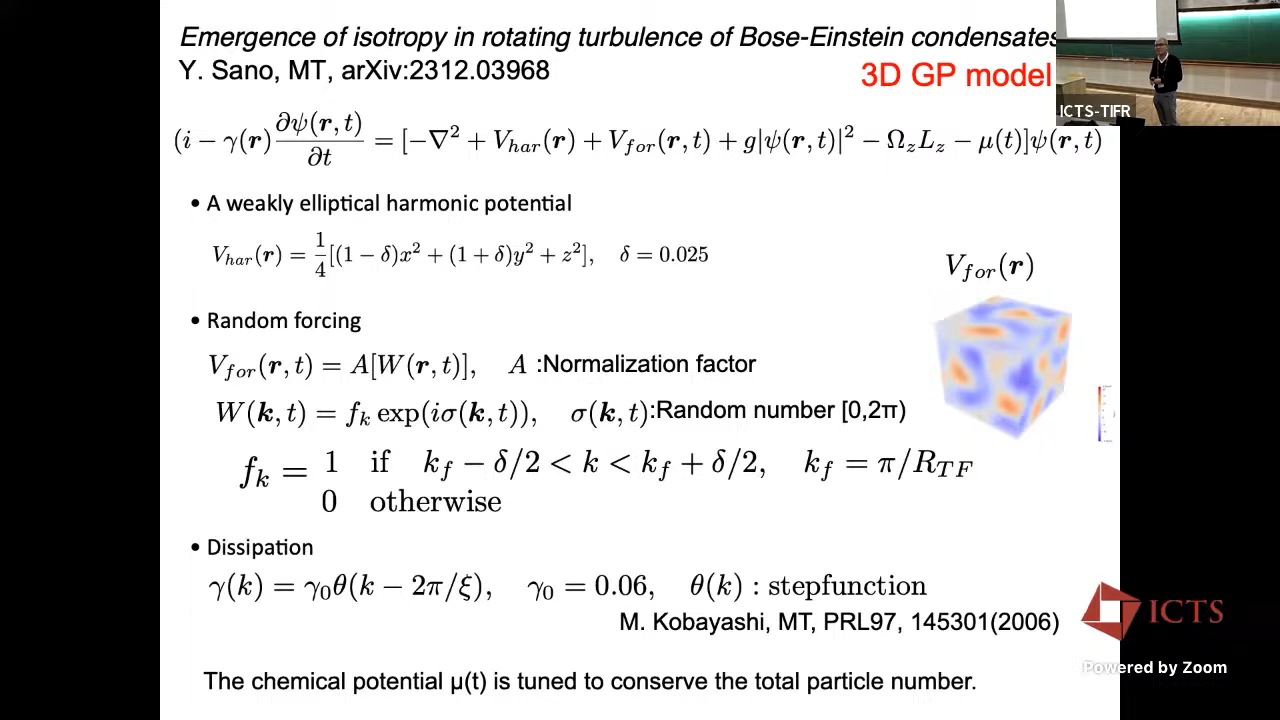 Emergence of isotropy in rotating turbulence of Bose-Einstein condensates
Y. Sano, MT, arXiv:2312.03968
3D GP model
ICTS-TIFR
(i − γ(r) ∂ψ(r, t)/∂t = [−∇² + V_har(r) + V_for(r, t) + g|ψ(r, t)|² − Ω_z L_z − μ(t)]ψ(r, t)
• A weakly elliptical harmonic potential
V_har(r) = 1/4[(1 − δ)x² + (1 + δ)y² + z²], δ = 0.025
V_for(r)
• Random forcing
V_for(r, t) = A[W(r, t)], A :Normalization factor
W(k, t) = f_k exp(iσ(k, t)), σ(k, t):Random number [0,2π)
f_k = 1 if k_f − δ/2 < k < k_f + δ/2, k_f = π/R_TF
0 otherwise
• Dissipation
γ(k) = γ₀θ(k − 2π/ξ), γ₀ = 0.06, θ(k) : stepfunction
M. Kobayashi, MT, PRL97, 145301(2006)
ICTS
Powered by Zoom
The chemical potential μ(t) is tuned to conserve the total particle number.